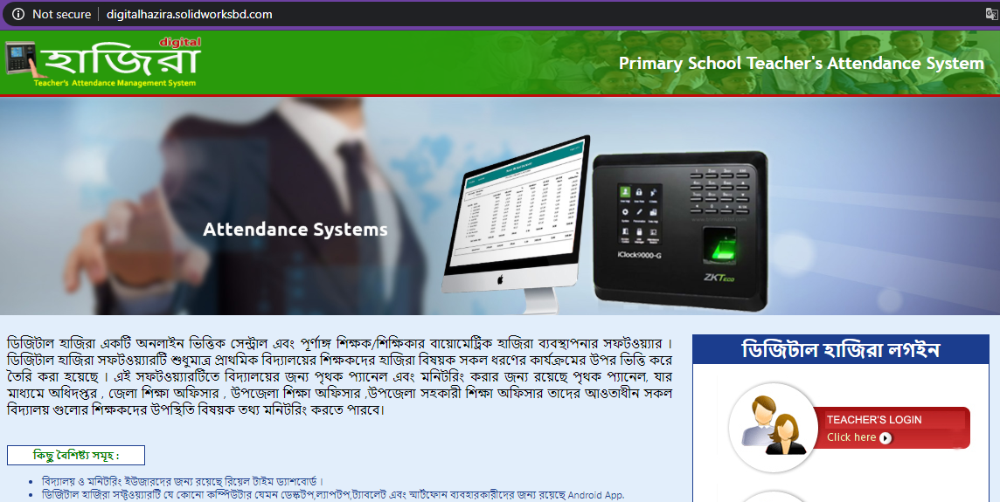 Not secure | digitalhazira.solidworksbd.com
digital
হাজিরা
Teacher's Attendance Management System
Primary School Teacher's Attendance System
Attendance Systems
iClock9000-G
ZKTeco
ডিজিটাল হাজিরা একটি অনলাইন ভিত্তিক সেন্ট্রাল এবং পূর্ণাঙ্গ শিক্ষক/শিক্ষিকার বায়োমেট্রিক হাজিরা ব্যবস্থাপনার সফটওয়্যার ।
ডিজিটাল হাজিরা সফটওয়্যারটি শুধুমাত্র প্রাথমিক বিদ্যালয়ের শিক্ষকদের হাজিরা বিষয়ক সকল ধরণের কার্যক্রমের উপর ভিত্তি করে
তৈরি করা হয়েছে । এই সফটওয়্যারটিতে বিদ্যালয়ের জন্য পৃথক প্যানেল এবং মনিটরিং করার জন্য রয়েছে পৃথক প্যানেল, যার
মাধ্যমে অধিদপ্তর , জেলা শিক্ষা অফিসার , উপজেলা শিক্ষা অফিসার ,উপজেলা সহকারী শিক্ষা অফিসার তাদের আওতাধীন সকল
বিদ্যালয় গুলোর শিক্ষকদের উপস্থিতি বিষয়ক তথ্য মনিটরিং করতে পারবে।
ডিজিটাল হাজিরা লগইন
TEACHER'S LOGIN
Click here
কিছু বৈশিষ্ট্য সমূহ :
• বিদ্যালয় ও মনিটরিং ইউজারদের জন্য রয়েছে রিয়েল টাইম ড্যাশবোর্ড ।
• ডিজিটাল হাজিরা সফ্টওয়্যারটি যে কোনো কম্পিউটার যেমন ডেস্কটপ,ল্যাপটপ,ট্যাবলেট এবং স্মার্টফোন ব্যবহারকারীদের জন্য রয়েছে Android App.